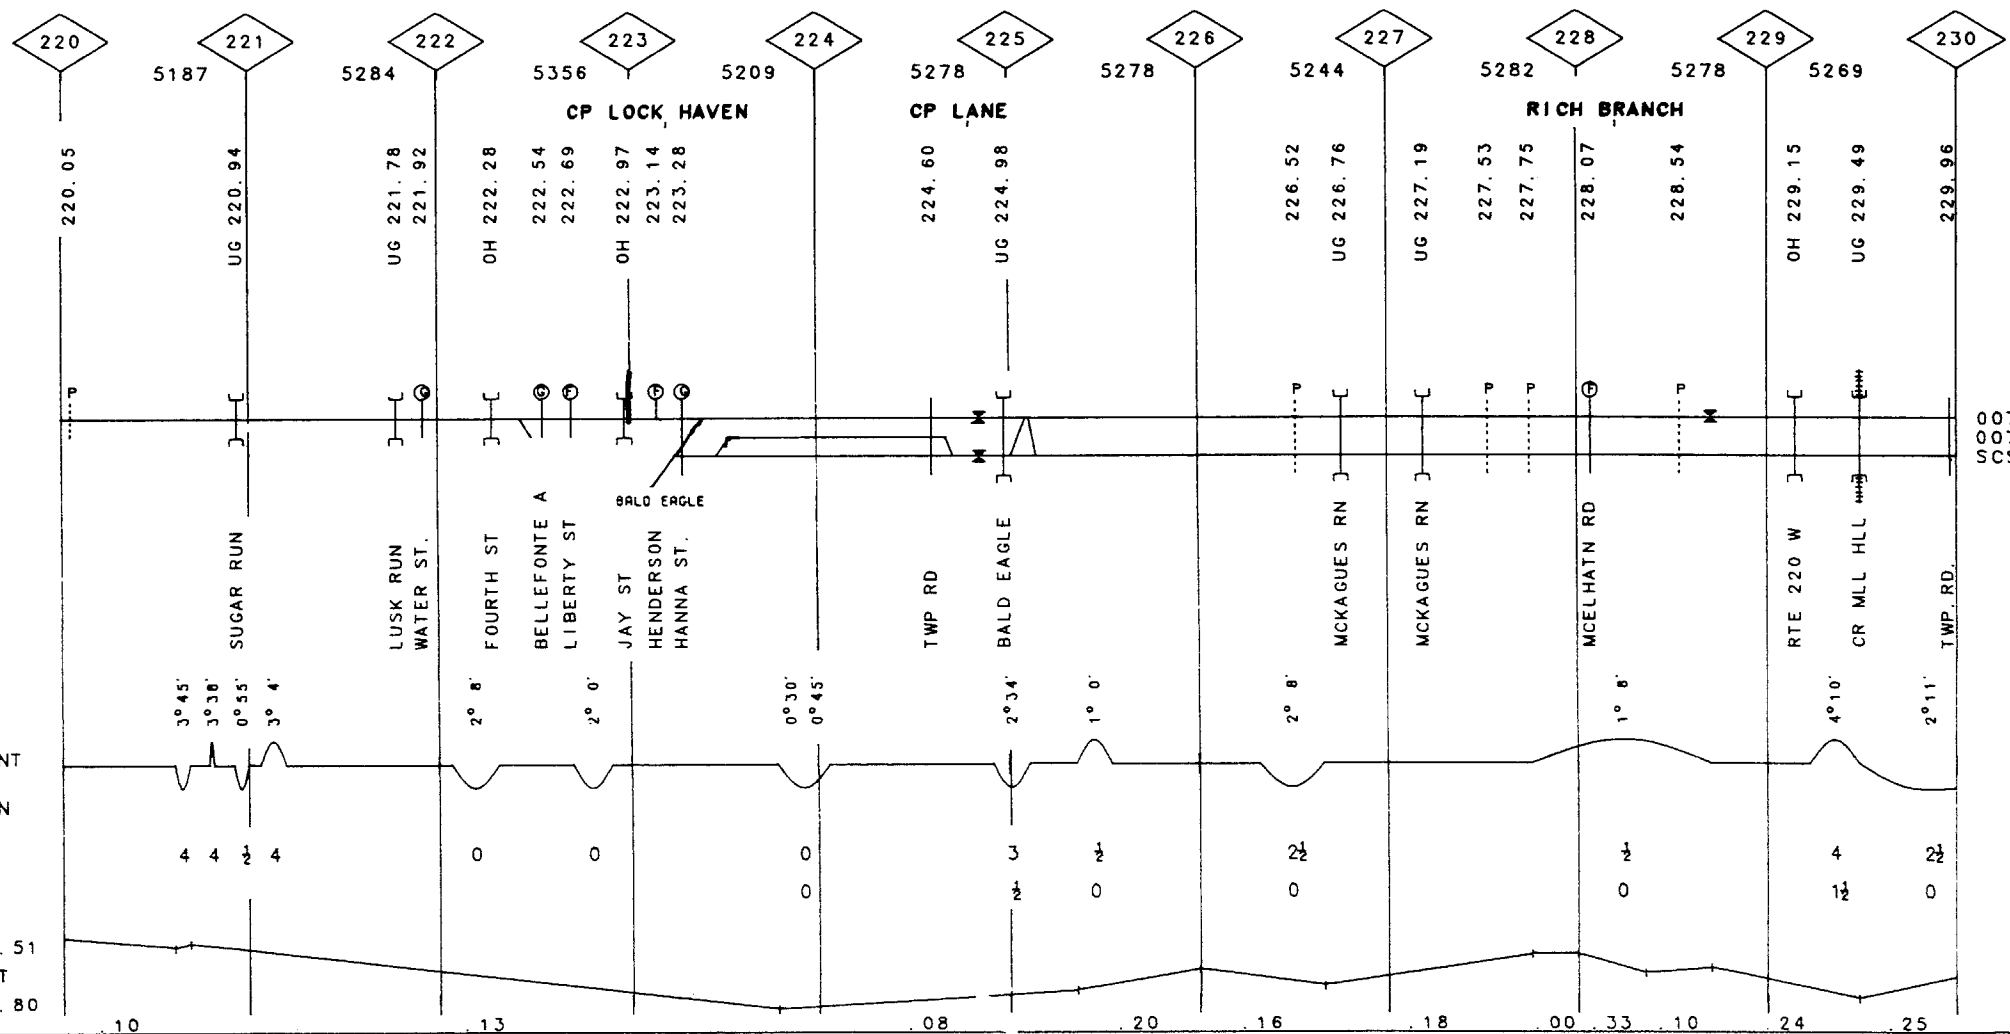 220 221 222 223 224 225 226 227 228 229 230
5187 5284 5356 5209 5278 5278 5244 5282 5278 5269
CP LOCK HAVEN CP LANE RICH BRANCH
220.05
UG 220.94
UG 221.78
221.92
OH 222.28
222.54
222.69
OH 222.97
223.14
223.28
224.60
UG 224.98
226.52
UG 226.76
UG 227.19
227.53
227.75
228.07
228.54
OH 229.15
UG 229.49
229.96
P G G F F G P P P F P
BALD EAGLE
SUGAR RUN
LUSK RUN
WATER ST.
FOURTH ST
BELLEFONTE A
LIBERTY ST
JAY ST
HENDERSON
HANNA ST.
TWP RD
BALD EAGLE
MCKAGUES RN
MCKAGUES RN
MCELHATN RD
RTE 220 W
CR MLL HLL
TWP. RD.
3°45' 3°38' 0°55' 3° 4' 2° 8' 2° 0' 0°30' 0°45' 2°34' 1° 0' 2° 8' 1° 8' 4°10' 2°11'
NT
N
4 4 ½ 4 0 0 0 3 ½ 2½ ½ 4 2½
0 ½ 0 0 0 1½ 0
. 51
T
. 80
.10 .13 .08 .20 .16 .18 .00 .33 .10 .24 .25